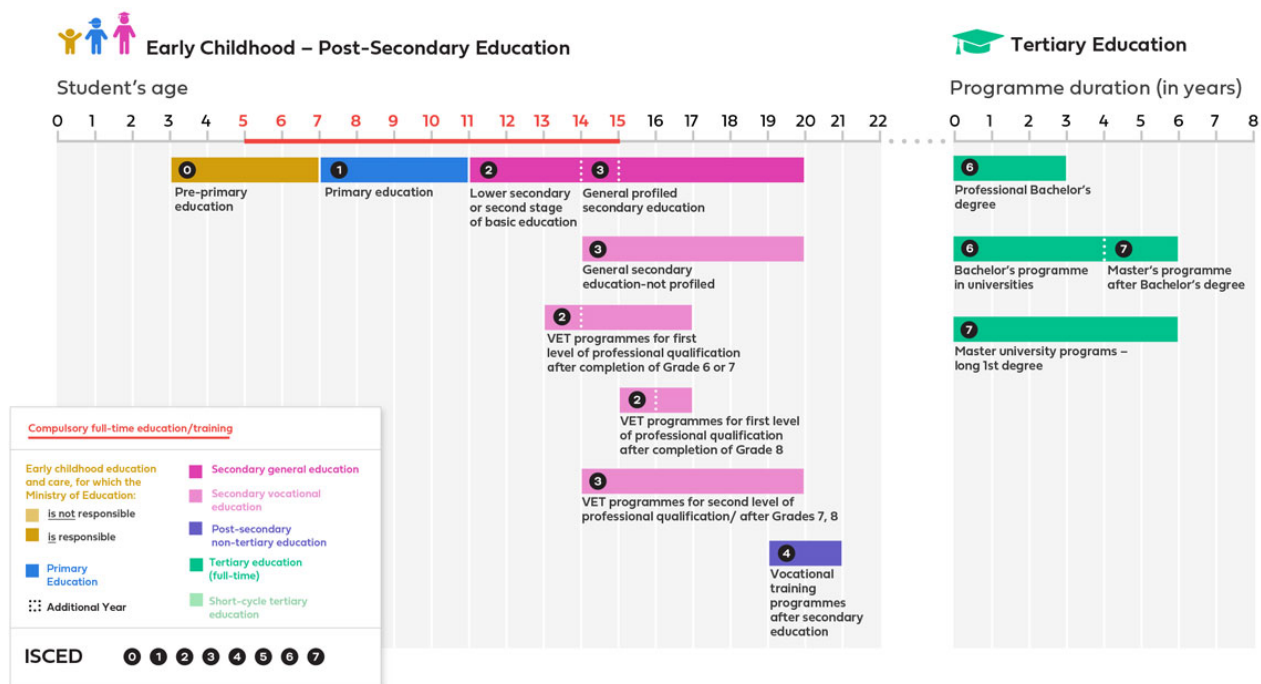 Early Childhood – Post-Secondary Education
Tertiary Education
Student's age
Programme duration (in years)
0 1 2 3 4 5 6 7 8 9 10 11 12 13 14 15 16 17 18 19 20 21 22
0 1 2 3 4 5 6 7 8
0
Pre-primary
education
1
Primary education
2
Lower secondary
or second stage
of basic education
3
General profiled
secondary education
3
General secondary
education-not profiled
2
VET programmes for first
level of professional qualification
after completion of Grade 6 or 7
2
VET programmes for first level
of professional qualification
after completion of Grade 8
3
VET programmes for second level of
professional qualification/ after Grades 7, 8
4
Vocational
training
programmes
after secondary
education
6
Professional Bachelor's
degree
6
Bachelor's programme
in universities
7
Master's programme
after Bachelor's degree
7
Master university programs –
long 1st degree
Compulsory full-time education/training
Early childhood education
and care, for which the
Ministry of Education:
is not responsible
is responsible
Primary
Education
Additional Year
Secondary general education
Secondary vocational
education
Post-secondary
non-tertiary education
Tertiary education
(full-time)
Short-cycle tertiary
education
ISCED 0 1 2 3 4 5 6 7